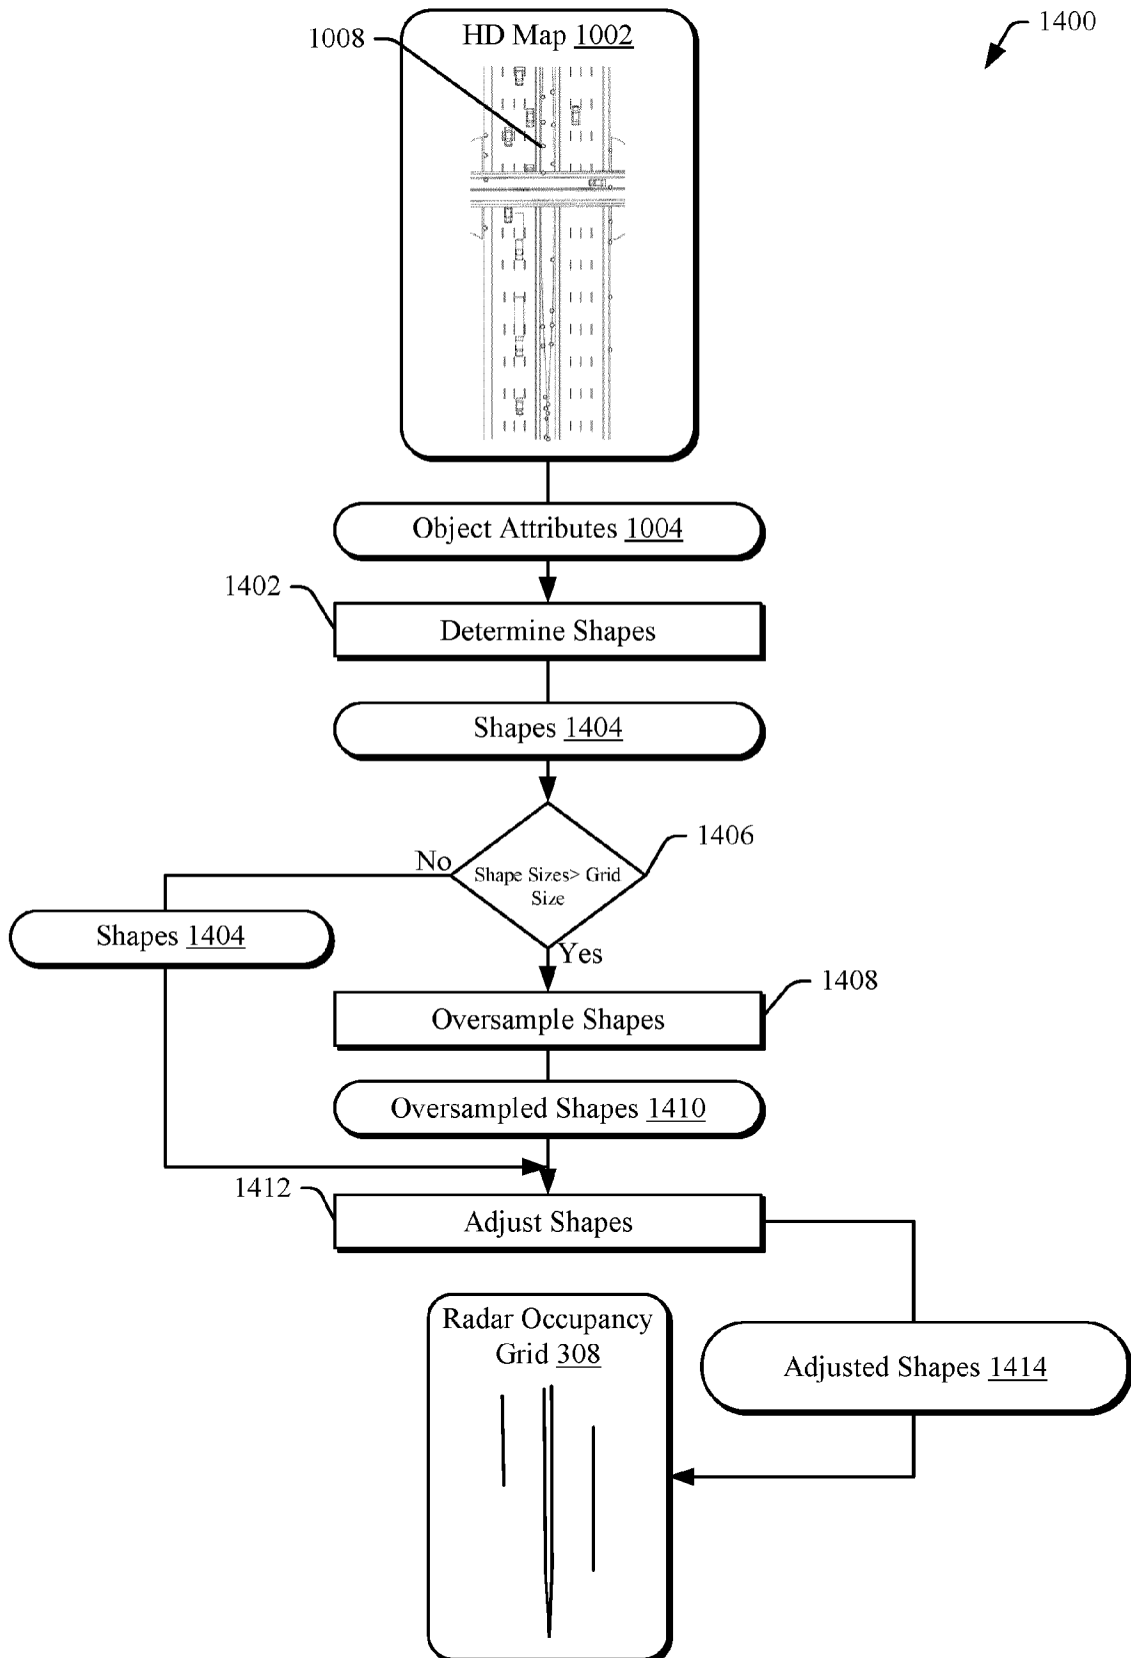 1400
HD Map 1002
1008
Object Attributes 1004
1402
Determine Shapes
Shapes 1404
1406
No
Shape Sizes> Grid
Size
Shapes 1404
Yes
1408
Oversample Shapes
Oversampled Shapes 1410
1412
Adjust Shapes
Radar Occupancy
Grid 308
Adjusted Shapes 1414